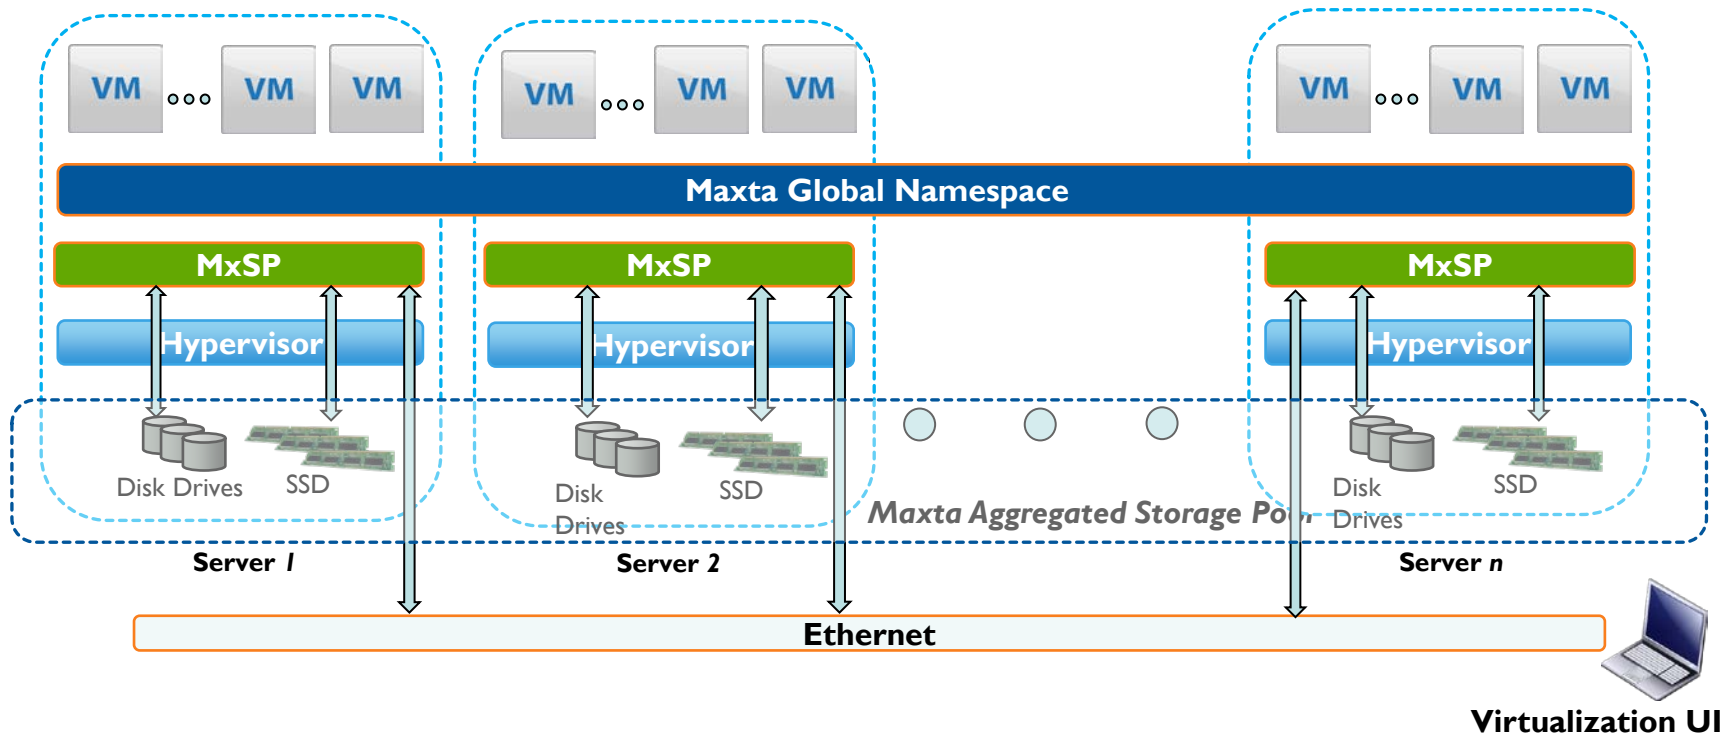 VM VM VM VM VM VM VM VM VM
Maxta Global Namespace
MxSP MxSP MxSP
Hypervisor Hypervisor Hypervisor
Disk Drives SSD
Disk
Drives
SSD
Maxta Aggregated Storage Pool
Disk
Drives
SSD
Server 1 Server 2 Server n
Ethernet
Virtualization UI